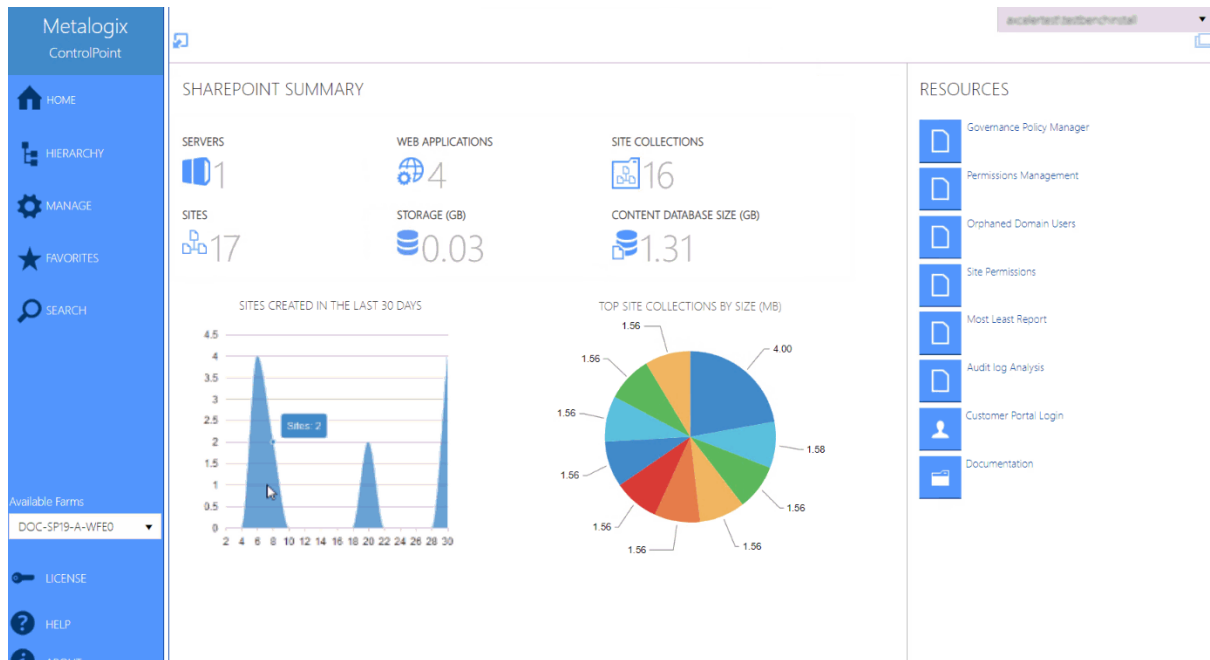 Metalogix
ControlPoint
HOME
HIERARCHY
MANAGE
FAVORITES
SEARCH
Available Farms
DOC-SP19-A-WFE0
LICENSE
HELP
ABOUT
SHAREPOINT SUMMARY
SERVERS
1
WEB APPLICATIONS
4
SITE COLLECTIONS
16
SITES
17
STORAGE (GB)
0.03
CONTENT DATABASE SIZE (GB)
1.31
SITES CREATED IN THE LAST 30 DAYS
4.5
4
3.5
3
2.5
2
1.5
1
0.5
0
Sites: 2
2 4 6 8 10 12 14 16 18 20 22 24 26 28 30
TOP SITE COLLECTIONS BY SIZE (MB)
1.56
4.00
1.56
1.56
1.58
1.56
1.56
1.56
1.56
1.56
RESOURCES
Governance Policy Manager
Permissions Management
Orphaned Domain Users
Site Permissions
Most Least Report
Audit log Analysis
Customer Portal Login
Documentation